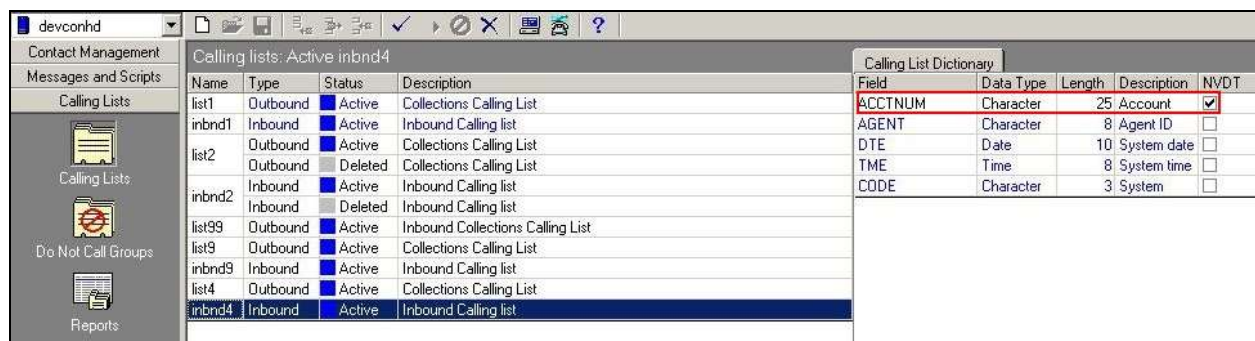 devconhd
?
Contact Management
Messages and Scripts
Calling Lists
Calling Lists
Do Not Call Groups
Reports
Calling lists: Active inbnd4
Name Type Status Description
list1 Outbound Active Collections Calling List
inbnd1 Inbound Active Inbound Calling list
list2 Outbound Active Collections Calling List
Outbound Deleted Collections Calling List
inbnd2 Inbound Active Inbound Calling list
Inbound Deleted Inbound Calling list
list99 Outbound Active Inbound Collections Calling List
list9 Outbound Active Collections Calling List
inbnd9 Inbound Active Inbound Calling list
list4 Outbound Active Collections Calling List
inbnd4 Inbound Active Inbound Calling list
Calling List Dictionary
Field Data Type Length Description NVDT
ACCTNUM Character 25 Account
AGENT Character 8 Agent ID
DTE Date 10 System date
TME Time 8 System time
CODE Character 3 System